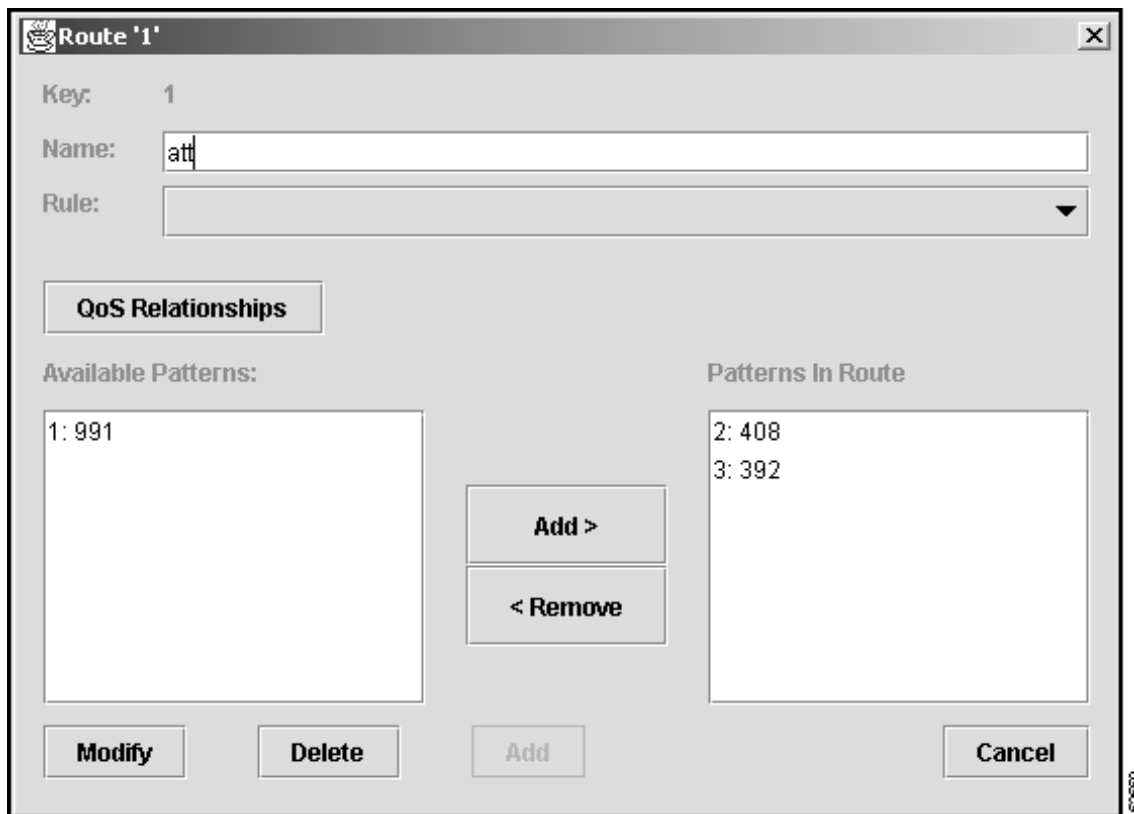 Route '1'
Key: 1
Name: att
Rule:
QoS Relationships
Available Patterns: Patterns In Route
1: 991 2: 408
3: 392
Add >
< Remove
Modify Delete Add Cancel